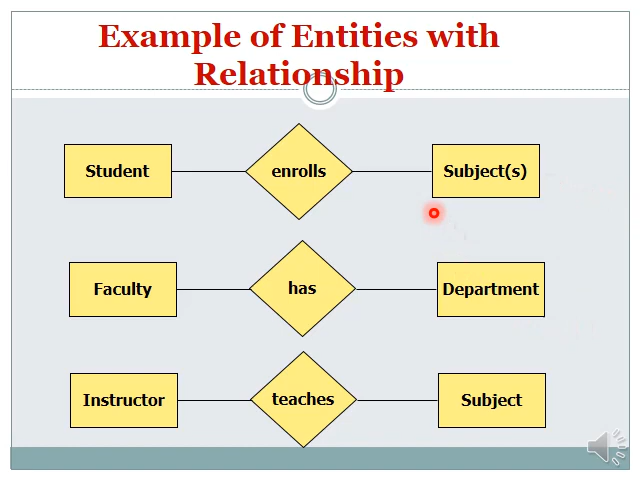 Example of Entities with
Relationship
Student enrolls Subject(s)
Faculty has Department
Instructor teaches Subject